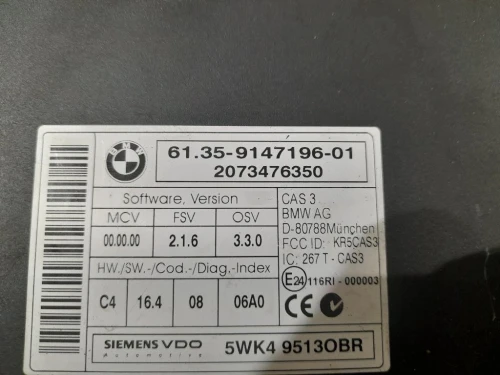 BMW
61.35-9147196-01
2073476350
Software, Version
MCV FSV OSV
00.00.00 2.1.6 3.3.0
HW./SW.-/Cod.-/Diag.-Index
C4 16.4 08 06A0
CAS 3
BMW AG
D-80788München
FCC ID: KR5CAS3
IC: 267 T - CAS3
E24 116RI - 000003
CE
SIEMENS VDO
Automotive
5WK4 9513OBR